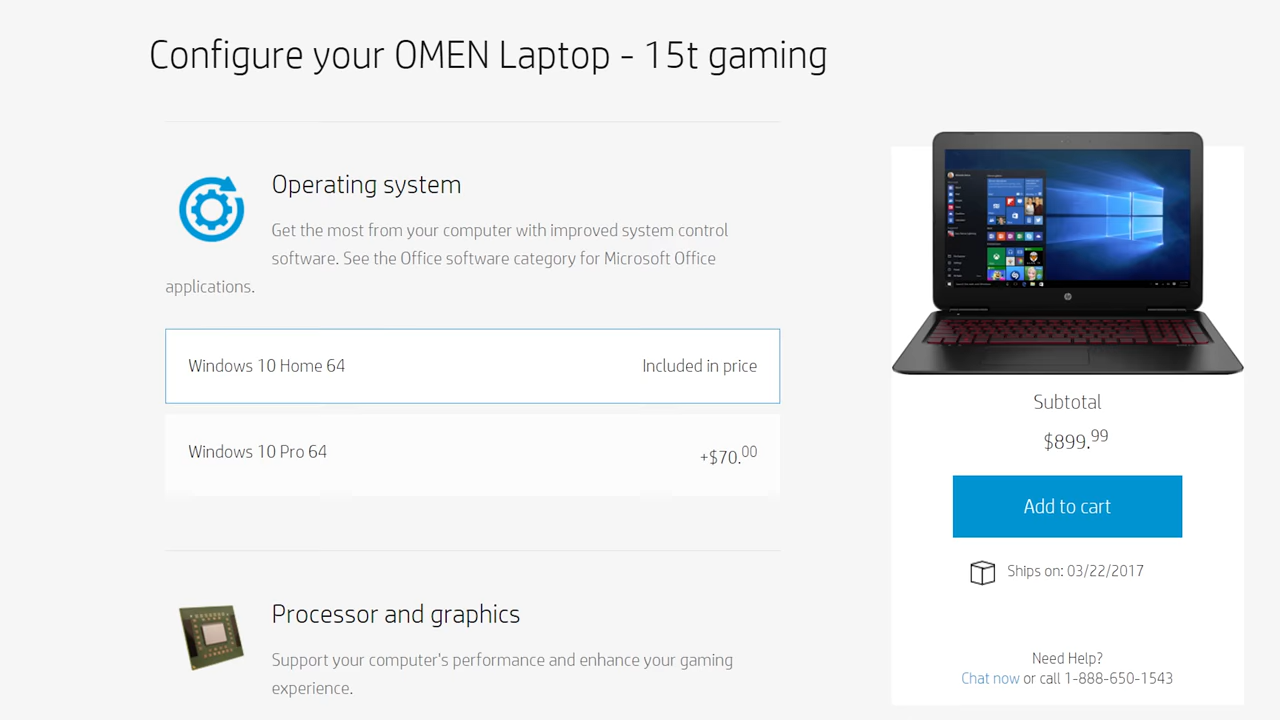 Configure your OMEN Laptop - 15t gaming
Operating system
Get the most from your computer with improved system control
software. See the Office software category for Microsoft Office
applications.
Windows 10 Home 64 Included in price
Windows 10 Pro 64 +$70.00
Processor and graphics
Support your computer's performance and enhance your gaming
experience.
hp
Subtotal
$899.99
Add to cart
Ships on: 03/22/2017
Need Help?
Chat now or call 1-888-650-1543